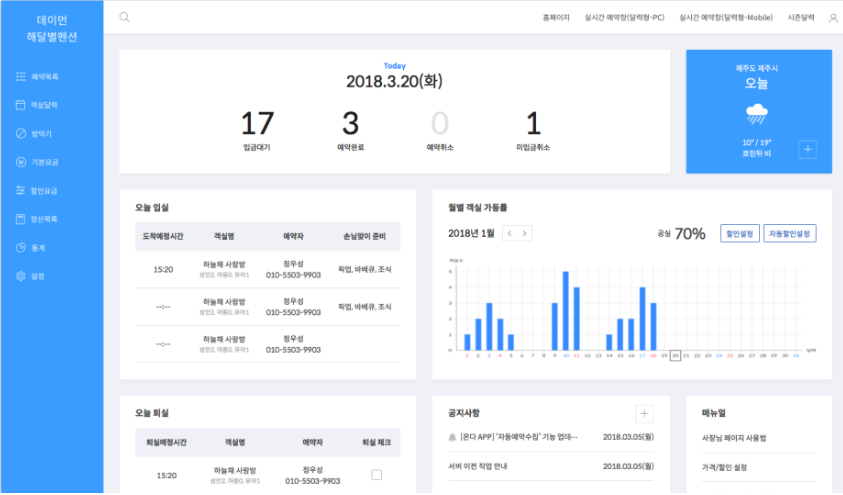 데이먼
해달별펜션
예약목록
객실달력
방막기
기본요금
할인요금
정산목록
통계
설정
홈페이지
실시간 예약창(달력형-PC)
실시간 예약창(달력형-Mobile)
시즌달력
Today
2018.3.20(화)
17
3
0
1
입금대기
예약완료
예약취소
미입금취소
제주도 제주시
오늘
10° / 19°
흐린뒤 비
오늘 입실
도착예정시간 객실명 예약자 손님맞이 준비
15:20 하늘채 사랑방 정우성 픽업, 바베큐, 조식
성인2, 아동0, 유아1 010-5503-9903
--:-- 하늘채 사랑방 정우성 픽업, 바베큐, 조식
성인2, 아동0, 유아1 010-5503-9903
--:-- 하늘채 사랑방 정우성
성인2, 아동0, 유아1 010-5503-9903
월별 객실 가동률
2018년 1월 < >
공실 70%
할인설정
자동할인설정
객실수
5
4
3
2
1
0
1 2 3 4 5 6 7 8 9 10 11 12 13 14 15 16 17 18 19 20 21 22 23 24 25 26 27 28 29 30 31
날짜
오늘 퇴실
퇴실예정시간 객실명 예약자 퇴실 체크
15:20 하늘채 사랑방 정우성
성인2, 아동0, 유아1 010-5503-9903
공지사항
[온다 APP] '자동예약수집' 기능 업데··· 2018.03.05(월)
서버 이전 작업 안내 2018.03.05(월)
매뉴얼
사장님 페이지 사용법
가격/할인 설정